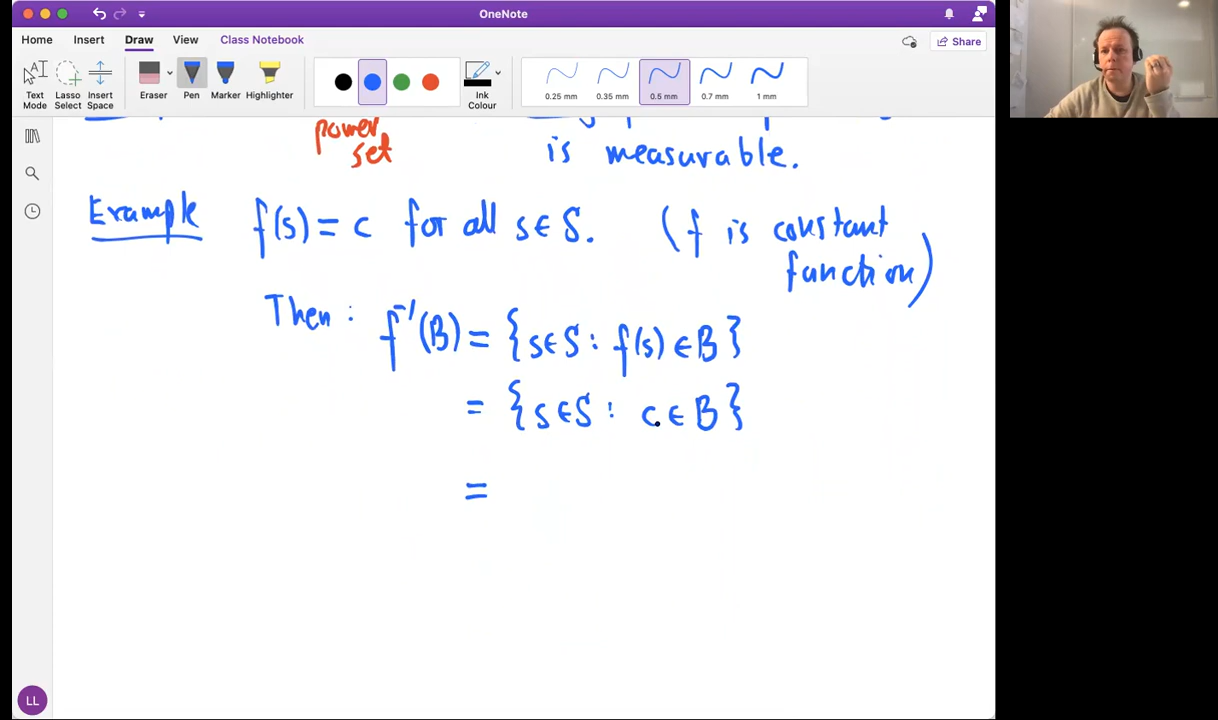 OneNote
Home Insert Draw View Class Notebook
Share
Text Mode
Lasso Select
Insert Space
Eraser
Pen
Marker
Highlighter
Ink Colour
0.25 mm
0.35 mm
0.5 mm
0.7 mm
1 mm
power set
is measurable.
Example f(s) = c for all s ∈ S. (f is constant function)
Then : f⁻¹(B) = {s ∈ S : f(s) ∈ B}
= {s ∈ S : c ∈ B}
=
LL